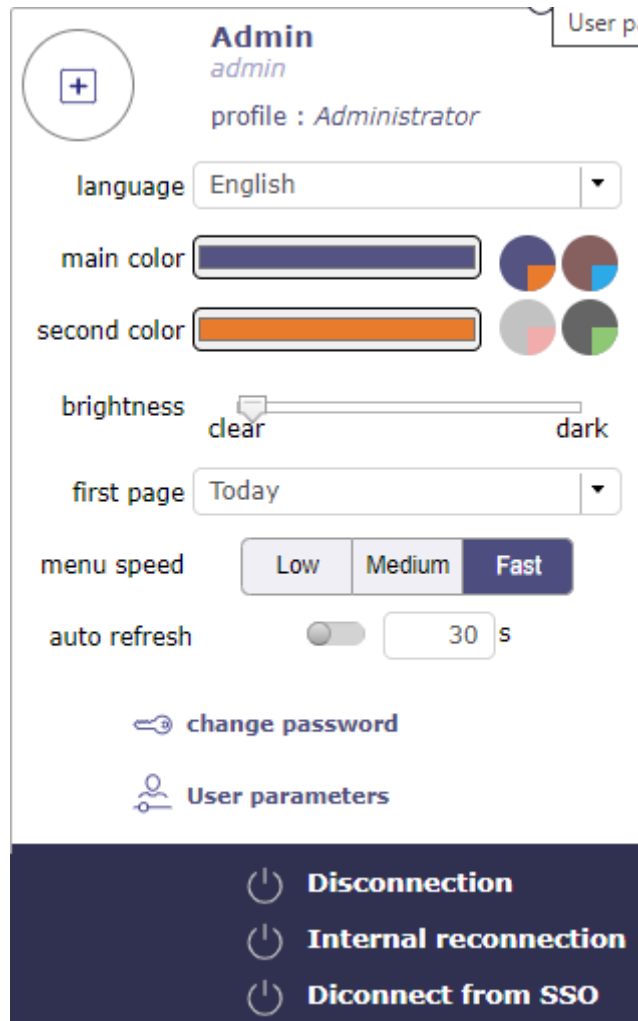 Admin
User pa
admin
profile : Administrator
language English
main color
second color
brightness
clear dark
first page Today
menu speed Low Medium Fast
auto refresh 30 s
change password
User parameters
Disconnection
Internal reconnection
Diconnect from SSO